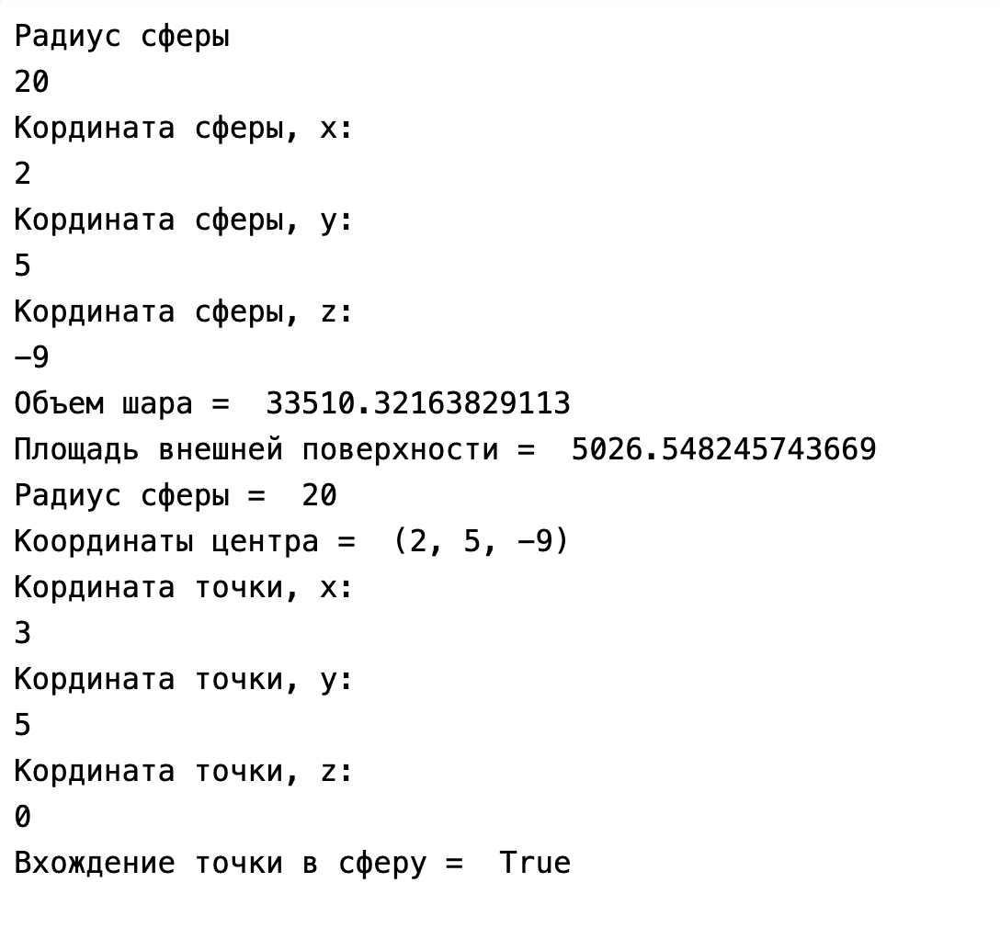 Радиус сферы
20
Кордината сферы, x:
2
Кордината сферы, y:
5
Кордината сферы, z:
-9
Объем шара =  33510.32163829113
Площадь внешней поверхности =  5026.548245743669
Радиус сферы =  20
Координаты центра =  (2, 5, -9)
Кордината точки, x:
3
Кордината точки, y:
5
Кордината точки, z:
0
Вхождение точки в сферу =  True